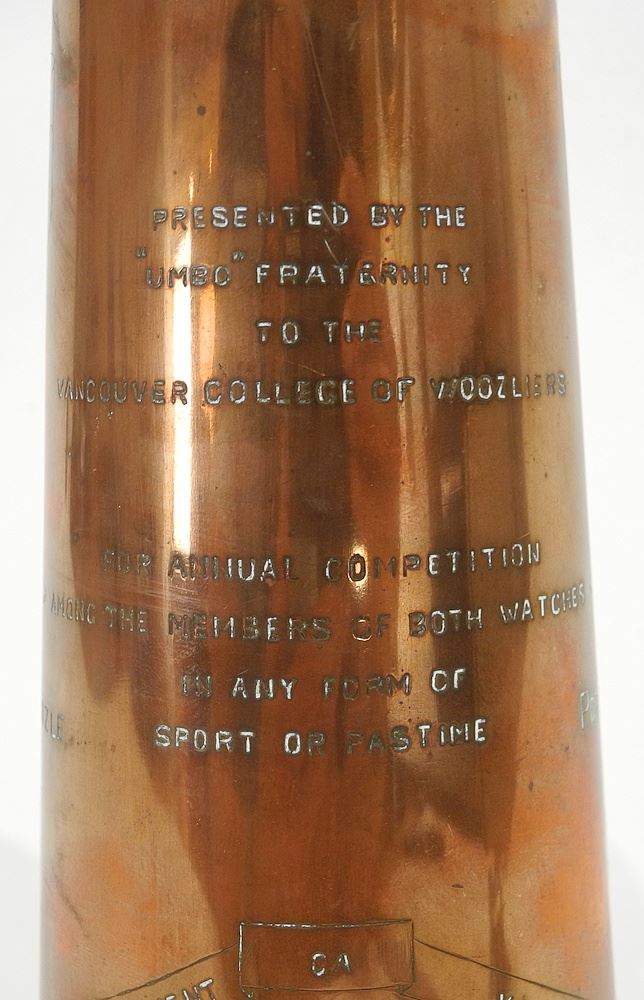 PRESENTED BY THE
"UMBO" FRATERNITY
TO THE
VANCOUVER COLLEGE OF WOOZLIERS
FOR ANNUAL COMPETITION
AMONG THE MEMBERS OF BOTH WATCHES
IN ANY FORM OF
SPORT OR PASTIME
CA